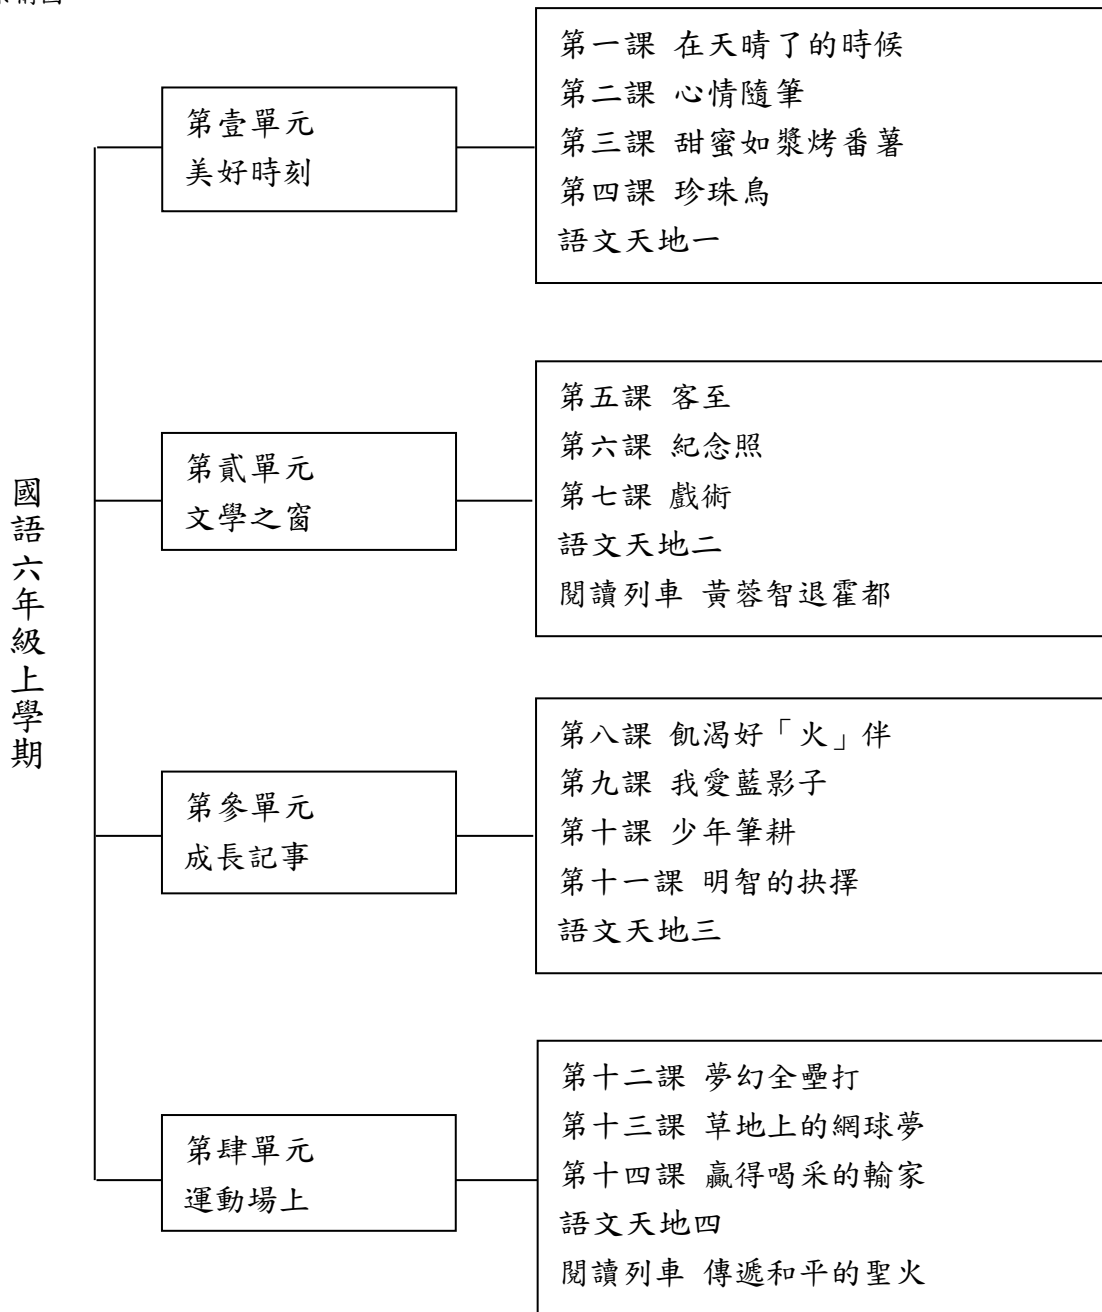 國語六年級上學期
第壹單元
美好時刻
第一課 在天晴了的時候
第二課 心情隨筆
第三課 甜蜜如漿烤番薯
第四課 珍珠鳥
語文天地一
第貳單元
文學之窗
第五課 客至
第六課 紀念照
第七課 戲術
語文天地二
閱讀列車 黃蓉智退霍都
第參單元
成長記事
第八課 飢渴好「火」伴
第九課 我愛藍影子
第十課 少年筆耕
第十一課 明智的抉擇
語文天地三
第肆單元
運動場上
第十二課 夢幻全壘打
第十三課 草地上的網球夢
第十四課 贏得喝采的輸家
語文天地四
閱讀列車 傳遞和平的聖火